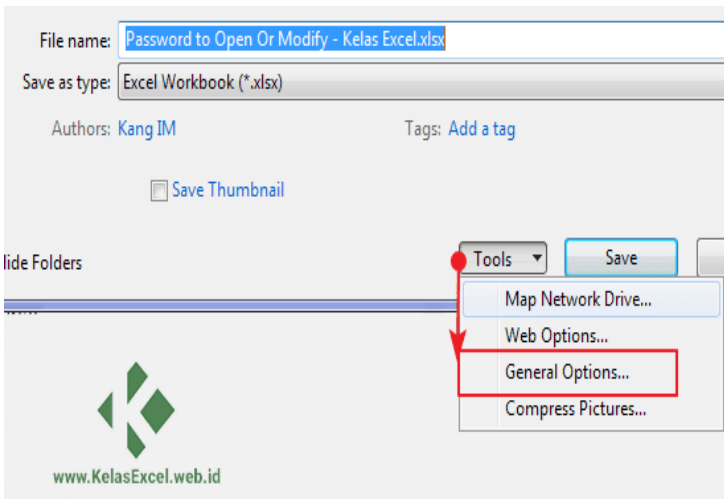 File name: Password to Open Or Modify - Kelas Excel.xlsx
Save as type: Excel Workbook (*.xlsx)
Authors: Kang IM Tags: Add a tag
Save Thumbnail
Hide Folders Tools Save
Map Network Drive...
Web Options...
General Options...
Compress Pictures...
www.KelasExcel.web.id